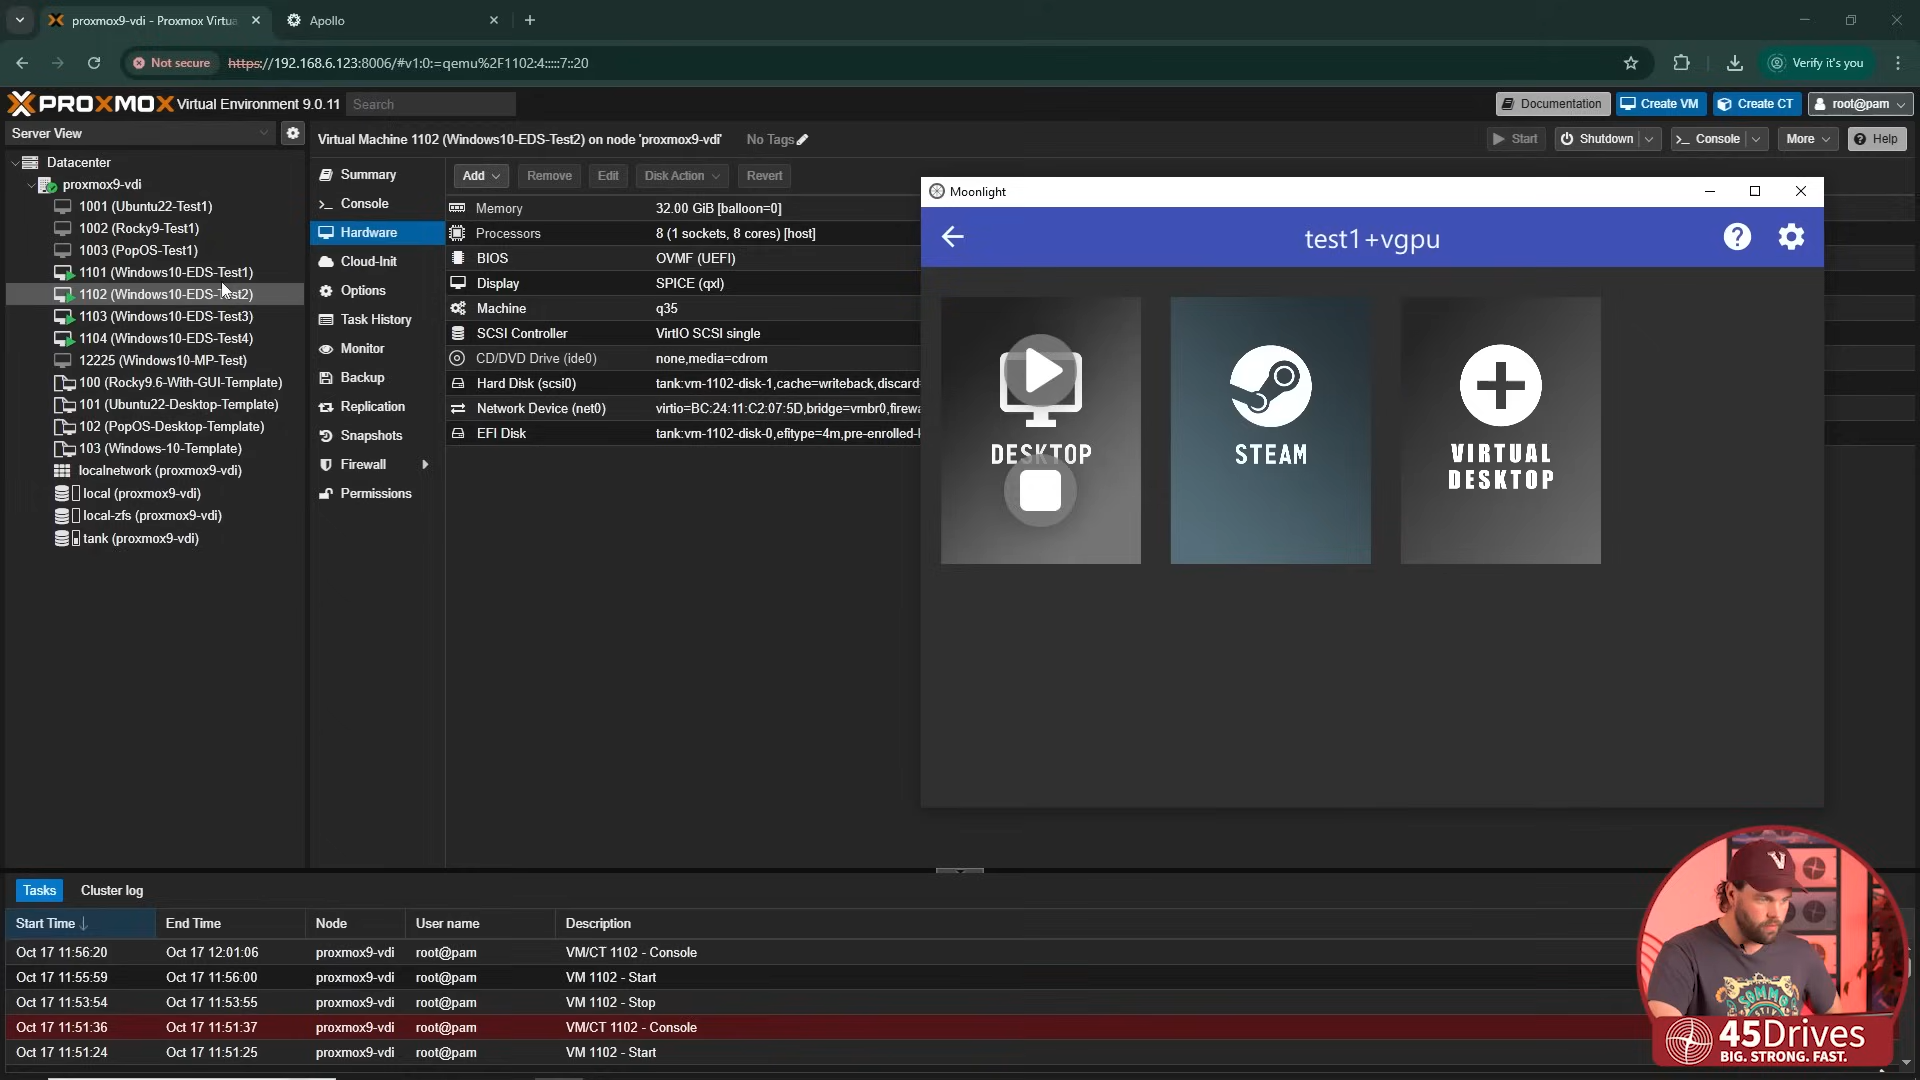 proxmox9-vdi - Proxmox Virtua
Apollo
Not secure
https://192.168.6.123:8006/#v1:0:=qemu%2F1102:4:::::7::20
Verify it's you
PROXMOX Virtual Environment 9.0.11
Search
Documentation
Create VM
Create CT
root@pam
Server View
Virtual Machine 1102 (Windows10-EDS-Test2) on node 'proxmox9-vdi'
No Tags
Start
Shutdown
Console
More
Help
Datacenter
proxmox9-vdi
1001 (Ubuntu22-Test1)
1002 (Rocky9-Test1)
1003 (PopOS-Test1)
1101 (Windows10-EDS-Test1)
1102 (Windows10-EDS-Test2)
1103 (Windows10-EDS-Test3)
1104 (Windows10-EDS-Test4)
12225 (Windows10-MP-Test)
100 (Rocky9.6-With-GUI-Template)
101 (Ubuntu22-Desktop-Template)
102 (PopOS-Desktop-Template)
103 (Windows-10-Template)
localnetwork (proxmox9-vdi)
local (proxmox9-vdi)
local-zfs (proxmox9-vdi)
tank (proxmox9-vdi)
Summary
Console
Hardware
Cloud-Init
Options
Task History
Monitor
Backup
Replication
Snapshots
Firewall
Permissions
Add
Remove
Edit
Disk Action
Revert
Memory 32.00 GiB [balloon=0]
Processors 8 (1 sockets, 8 cores) [host]
BIOS OVMF (UEFI)
Display SPICE (qxl)
Machine q35
SCSI Controller VirtIO SCSI single
CD/DVD Drive (ide0) none,media=cdrom
Hard Disk (scsi0) tank:vm-1102-disk-1,cache=writeback,discard=
Network Device (net0) virtio=BC:24:11:C2:07:5D,bridge=vmbr0,firewa
EFI Disk tank:vm-1102-disk-0,efitype=4m,pre-enrolled-k
Moonlight
test1+vgpu
DESKTOP
STEAM
VIRTUAL
DESKTOP
Tasks
Cluster log
Start Time End Time Node User name Description
Oct 17 11:56:20 Oct 17 12:01:06 proxmox9-vdi root@pam VM/CT 1102 - Console
Oct 17 11:55:59 Oct 17 11:56:00 proxmox9-vdi root@pam VM 1102 - Start
Oct 17 11:53:54 Oct 17 11:53:55 proxmox9-vdi root@pam VM 1102 - Stop
Oct 17 11:51:36 Oct 17 11:51:37 proxmox9-vdi root@pam VM/CT 1102 - Console
Oct 17 11:51:24 Oct 17 11:51:25 proxmox9-vdi root@pam VM 1102 - Start
45Drives
BIG. STRONG. FAST.